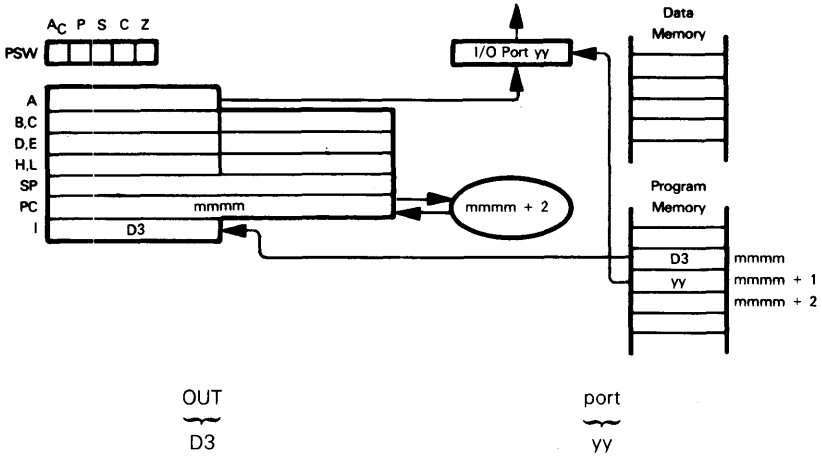 A_C P S C Z
PSW
I/O Port yy
Data
Memory
A
B,C
D,E
H,L
SP
PC mmmm
mmmm + 2
I D3
Program
Memory
D3 mmmm
yy mmmm + 1
mmmm + 2
OUT port
D3 yy